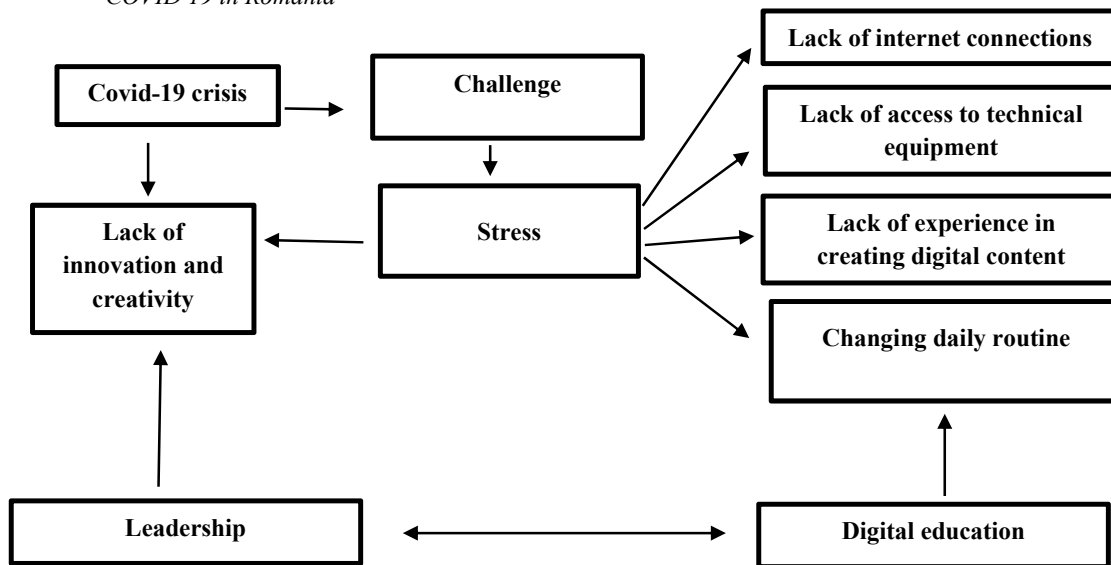 COVID 19 in Romania
Lack of internet connections
Covid-19 crisis
Challenge
Lack of access to technical
equipment
Lack of
innovation and
creativity
Stress
Lack of experience in
creating digital content
Changing daily routine
Leadership
Digital education